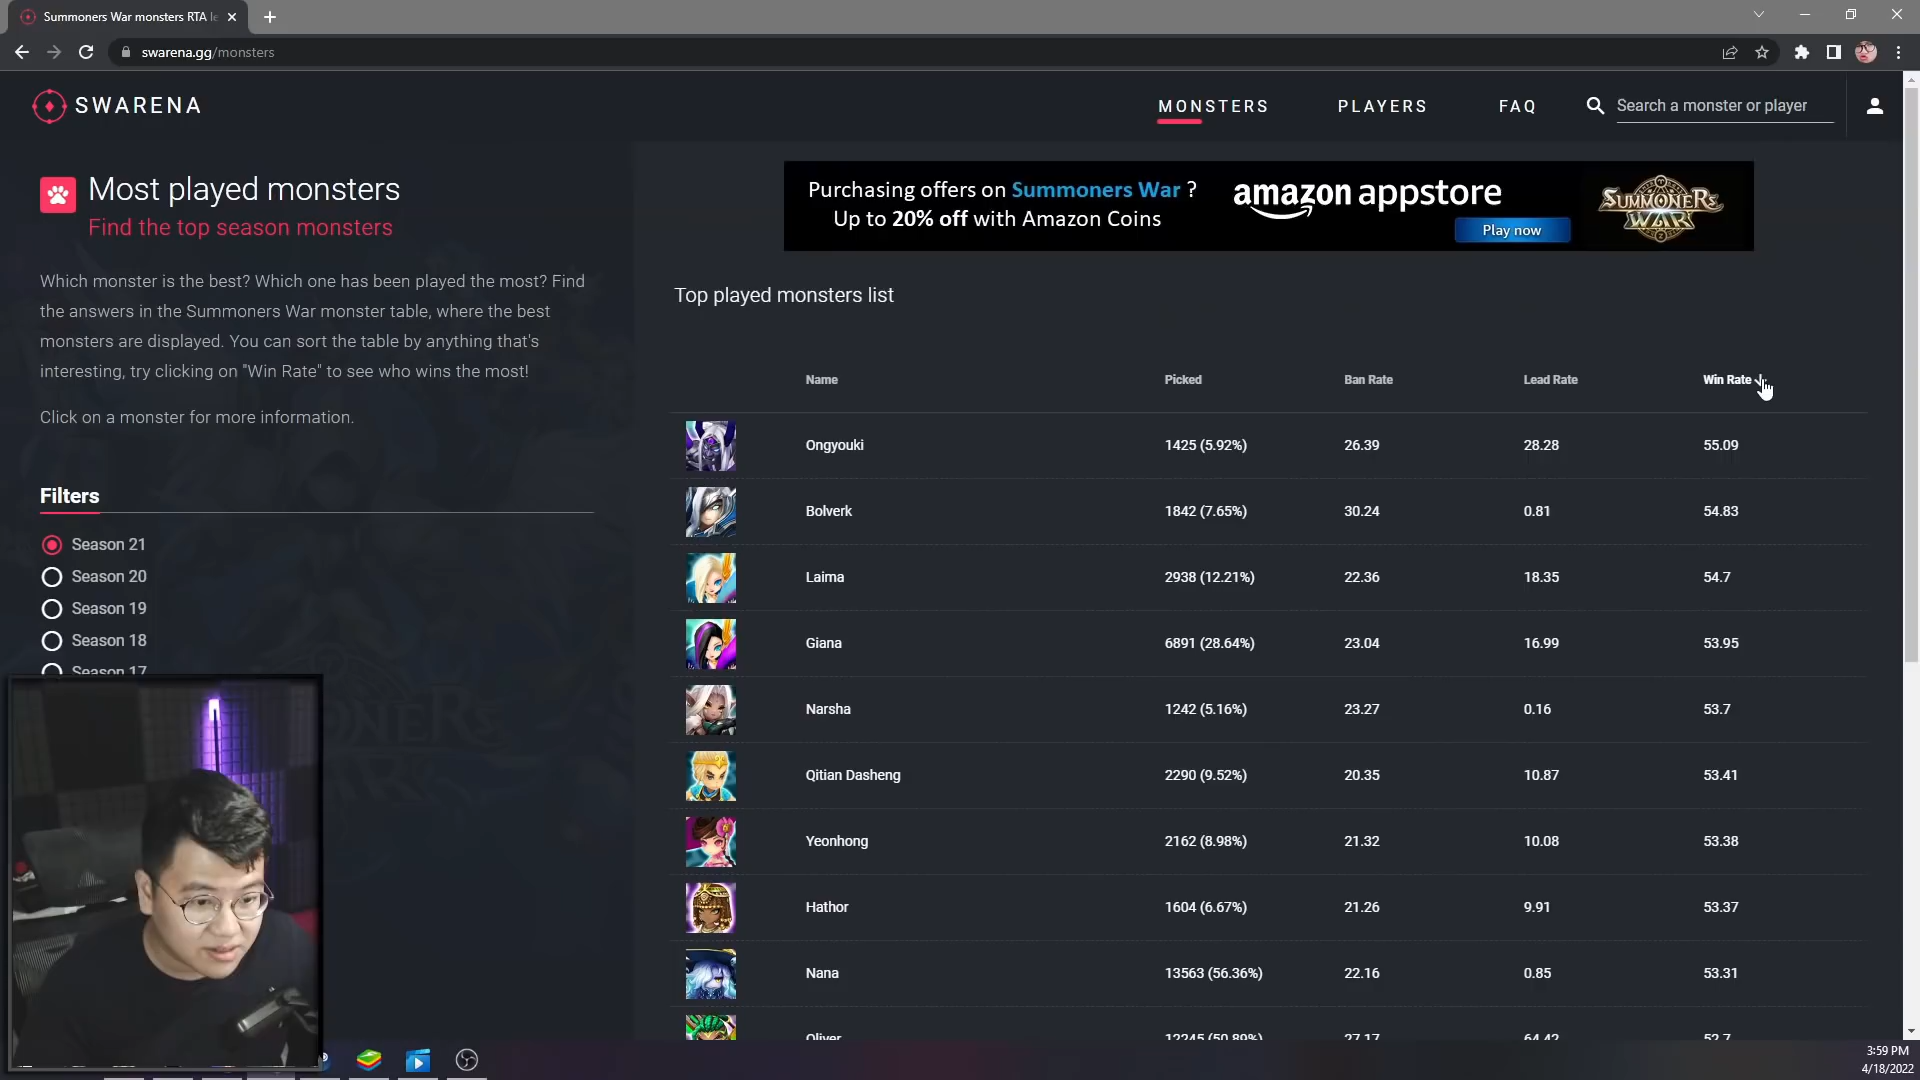 Summoners War monsters RTA le
swarena.gg/monsters
SWARENA
MONSTERS
PLAYERS
FAQ
Search a monster or player
Most played monsters
Find the top season monsters
Which monster is the best? Which one has been played the most? Find
the answers in the Summoners War monster table, where the best
monsters are displayed. You can sort the table by anything that's
interesting, try clicking on "Win Rate" to see who wins the most!
Click on a monster for more information.
Filters
Season 21
Season 20
Season 19
Season 18
Season 17
Purchasing offers on Summoners War ?
Up to 20% off with Amazon Coins
amazon appstore
Play now
SUMMONERS
WAR
Top played monsters list
Name Picked Ban Rate Lead Rate Win Rate
Ongyouki 1425 (5.92%) 26.39 28.28 55.09
Bolverk 1842 (7.65%) 30.24 0.81 54.83
Laima 2938 (12.21%) 22.36 18.35 54.7
Giana 6891 (28.64%) 23.04 16.99 53.95
Narsha 1242 (5.16%) 23.27 0.16 53.7
Qitian Dasheng 2290 (9.52%) 20.35 10.87 53.41
Yeonhong 2162 (8.98%) 21.32 10.08 53.38
Hathor 1604 (6.67%) 21.26 9.91 53.37
Nana 13563 (56.36%) 22.16 0.85 53.31
Oliver 12245 (50.89%) 27.17 64.42 52.7
3:59 PM
4/18/2022